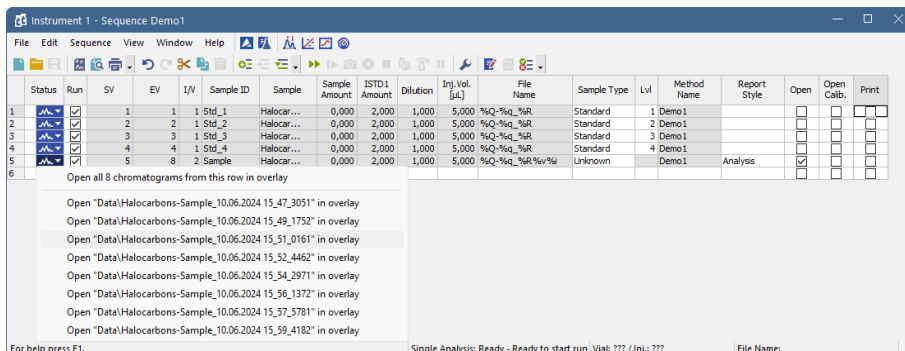 Instrument 1 - Sequence Demo1
File Edit Sequence View Window Help
Status Run SV EV I/V Sample ID Sample Sample Amount ISTD1 Amount Dilution Inj.Vol. [µL] File Name Sample Type Lvl Method Name Report Style Open Open Calib. Print
1 1 1 1 Std_1 Halocar... 0,000 2,000 1,000 5,000 %Q-%q_%R Standard 1 Demo1
2 2 2 1 Std_2 Halocar... 0,000 2,000 1,000 5,000 %Q-%q_%R Standard 2 Demo1
3 3 3 1 Std_3 Halocar... 0,000 2,000 1,000 5,000 %Q-%q_%R Standard 3 Demo1
4 4 4 1 Std_4 Halocar... 0,000 2,000 1,000 5,000 %Q-%q_%R Standard 4 Demo1
5 5 8 2 Sample Halocar... 0,000 2,000 1,000 5,000 %Q-%q_%R%v%i Unknown Demo1 Analysis
6
Open all 8 chromatograms from this row in overlay
Open "Data\Halocarbons-Sample_10.06.2024 15_47_3051" in overlay
Open "Data\Halocarbons-Sample_10.06.2024 15_49_1752" in overlay
Open "Data\Halocarbons-Sample_10.06.2024 15_51_0161" in overlay
Open "Data\Halocarbons-Sample_10.06.2024 15_52_4462" in overlay
Open "Data\Halocarbons-Sample_10.06.2024 15_54_2971" in overlay
Open "Data\Halocarbons-Sample_10.06.2024 15_56_1372" in overlay
Open "Data\Halocarbons-Sample_10.06.2024 15_57_5781" in overlay
Open "Data\Halocarbons-Sample_10.06.2024 15_59_4182" in overlay
For help press F1. Single Analysis: Ready - Ready to start run Vial: ??? / Inj.: ??? File Name: